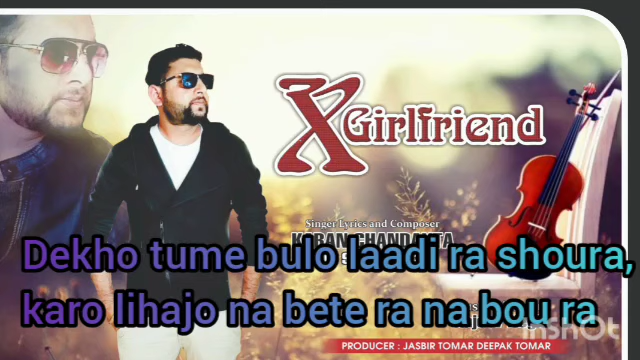 X Girlfriend
Singer Lyrics and Composer
Dekho tume bulo laadi ra shoura,
karo lihajo na bete ra na bou ra
InShOt
PRODUCER : JASBIR TOMAR DEEPAK TOMAR